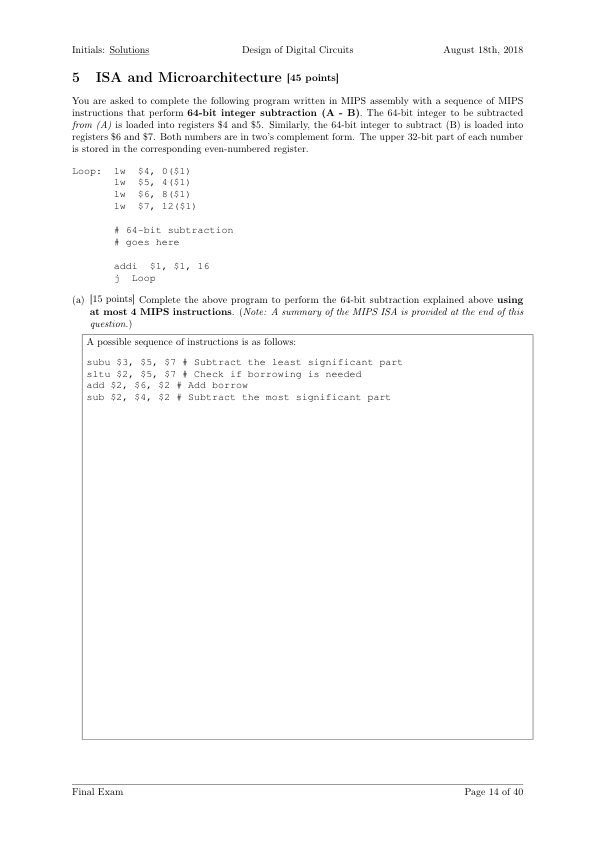 Initials: Solutions Design of Digital Circuits August 18th, 2018
5 ISA and Microarchitecture [45 points]
You are asked to complete the following program written in MIPS assembly with a sequence of MIPS
instructions that perform 64-bit integer subtraction (A - B). The 64-bit integer to be subtracted
from (A) is loaded into registers $4 and $5. Similarly, the 64-bit integer to subtract (B) is loaded into
registers $6 and $7. Both numbers are in two's complement form. The upper 32-bit part of each number
is stored in the corresponding even-numbered register.
Loop: lw $4, 0($1)
lw $5, 4($1)
lw $6, 8($1)
lw $7, 12($1)
# 64-bit subtraction
# goes here
addi $1, $1, 16
j Loop
(a) [15 points] Complete the above program to perform the 64-bit subtraction explained above using
at most 4 MIPS instructions. (Note: A summary of the MIPS ISA is provided at the end of this
question.)
A possible sequence of instructions is as follows:
subu $3, $5, $7 # Subtract the least significant part
sltu $2, $5, $7 # Check if borrowing is needed
add $2, $6, $2 # Add borrow
sub $2, $4, $2 # Subtract the most significant part
Final Exam Page 14 of 40